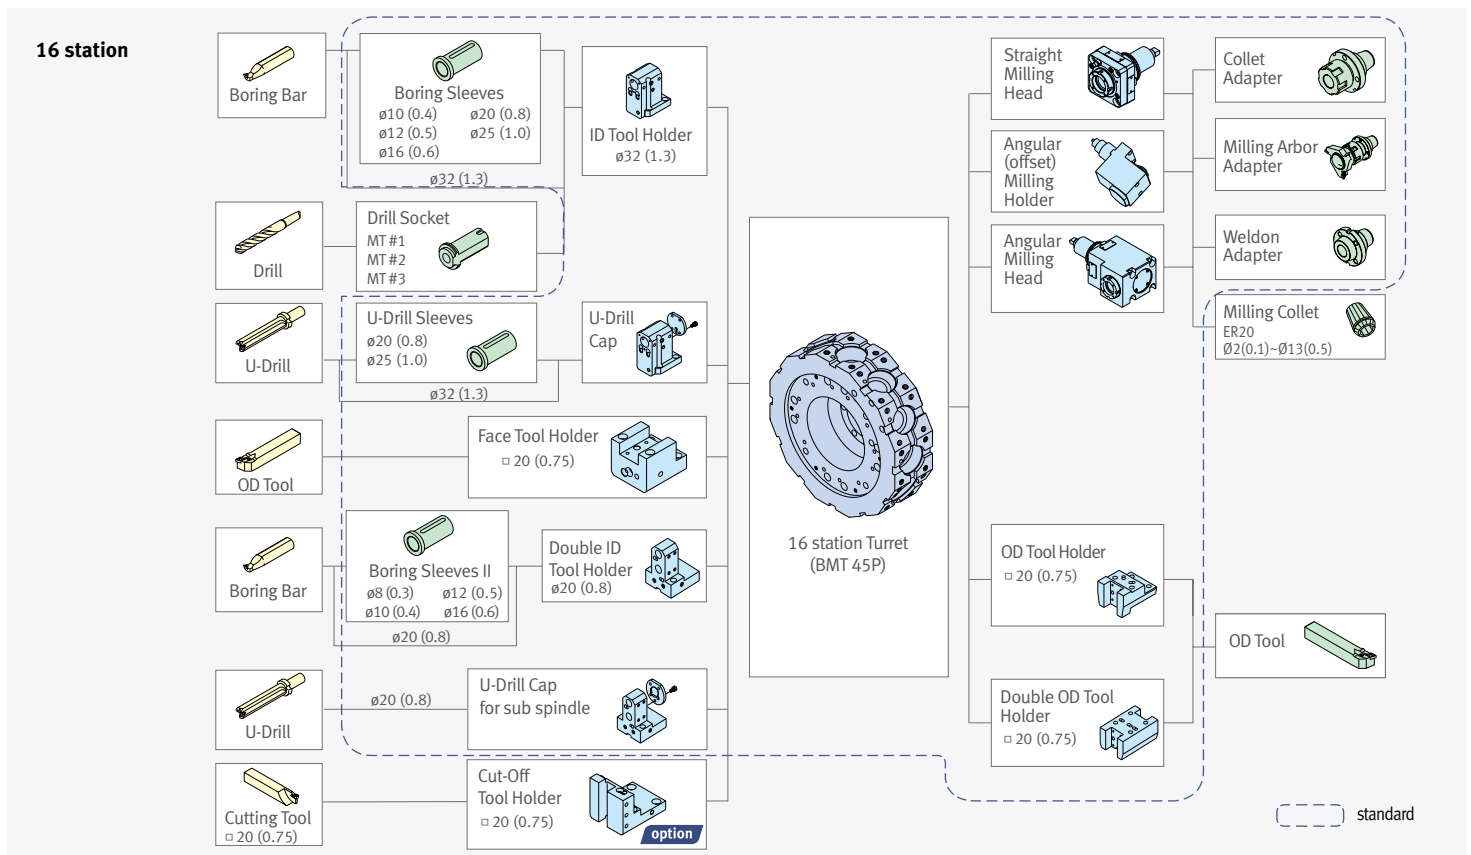 16 station
Boring Bar
Boring Sleeves
ø10 (0.4) ø20 (0.8)
ø12 (0.5) ø25 (1.0)
ø16 (0.6)
ø32 (1.3)
ID Tool Holder
ø32 (1.3)
Drill
Drill Socket
MT #1
MT #2
MT #3
U-Drill
U-Drill Sleeves
ø20 (0.8)
ø25 (1.0)
ø32 (1.3)
U-Drill
Cap
OD Tool
Face Tool Holder
□ 20 (0.75)
Boring Bar
Boring Sleeves II
ø8 (0.3) ø12 (0.5)
ø10 (0.4) ø16 (0.6)
ø20 (0.8)
Double ID
Tool Holder
ø20 (0.8)
U-Drill
ø20 (0.8)
U-Drill Cap
for sub spindle
Cutting Tool
□ 20 (0.75)
Cut-Off
Tool Holder
□ 20 (0.75)
option
16 station Turret
(BMT 45P)
Straight
Milling
Head
Angular
(offset)
Milling
Holder
Angular
Milling
Head
Collet
Adapter
Milling Arbor
Adapter
Weldon
Adapter
Milling Collet
ER20
Ø2(0.1)~Ø13(0.5)
OD Tool Holder
□ 20 (0.75)
Double OD Tool
Holder
□ 20 (0.75)
OD Tool
standard